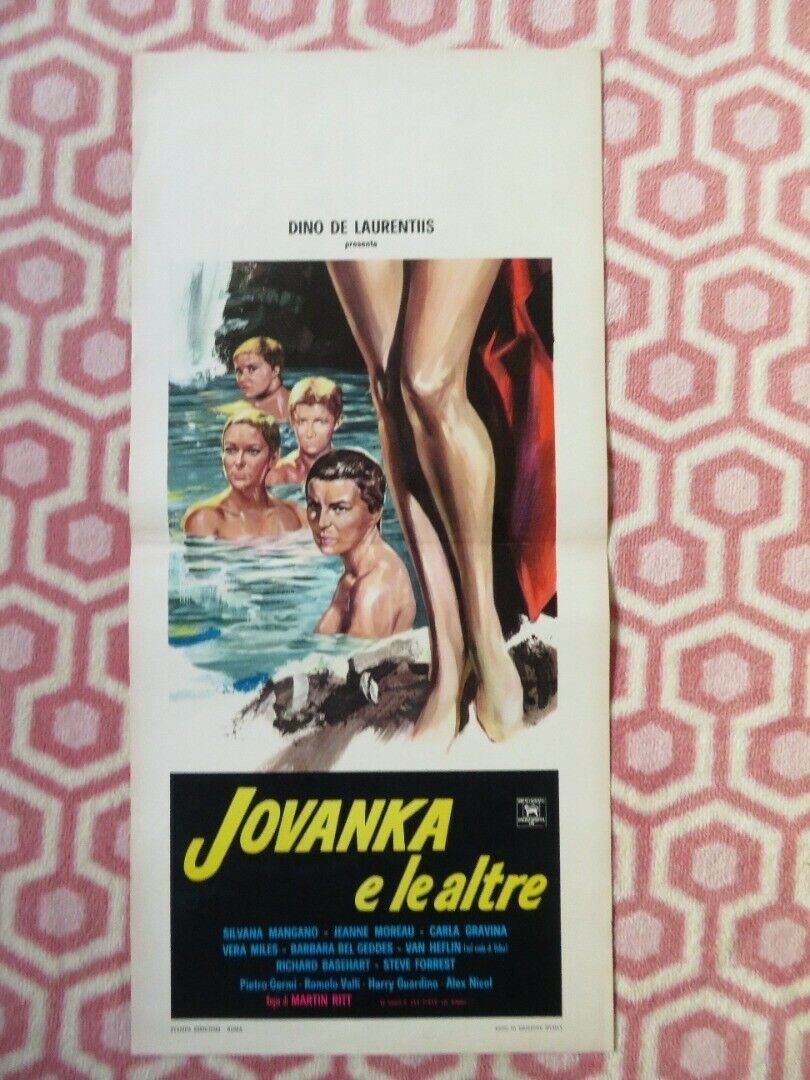 DINO DE LAURENTIIS
presenta
JOVANKA
e le altre
SILVANA MANGANO - JEANNE MOREAU - CARLA GRAVINA
VERA MILES - BARBARA BEL GEDDES - VAN HEFLIN
RICHARD BASEHART - STEVE FORREST
Pietro Germi - Romolo Valli - Harry Guardino - Alex Nicol
Regia di MARTIN RITT
ROMA